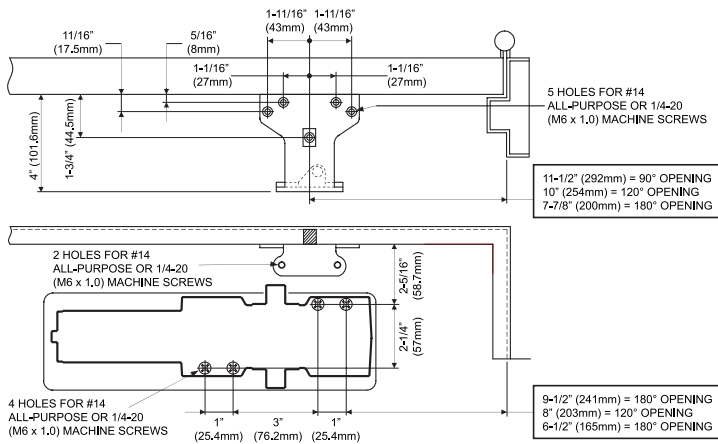 1-11/16" 1-11/16"
(43mm) (43mm)
11/16"
(17.5mm)
5/16"
(8mm)
1-1/16"
(27mm)
1-1/16"
(27mm)
4" (101.6mm)
1-3/4" (44.5mm)
5 HOLES FOR #14
ALL-PURPOSE OR 1/4-20
(M6 x 1.0) MACHINE SCREWS
11-1/2" (292mm) = 90° OPENING
10" (254mm) = 120° OPENING
7-7/8" (200mm) = 180° OPENING
2 HOLES FOR #14
ALL-PURPOSE OR 1/4-20
(M6 x 1.0) MACHINE SCREWS
2-5/16"
(58.7mm)
2-1/4"
(57mm)
4 HOLES FOR #14
ALL-PURPOSE OR 1/4-20
(M6 x 1.0) MACHINE SCREWS
1" 3" 1"
(25.4mm) (76.2mm) (25.4mm)
9-1/2" (241mm) = 180° OPENING
8" (203mm) = 120° OPENING
6-1/2" (165mm) = 180° OPENING